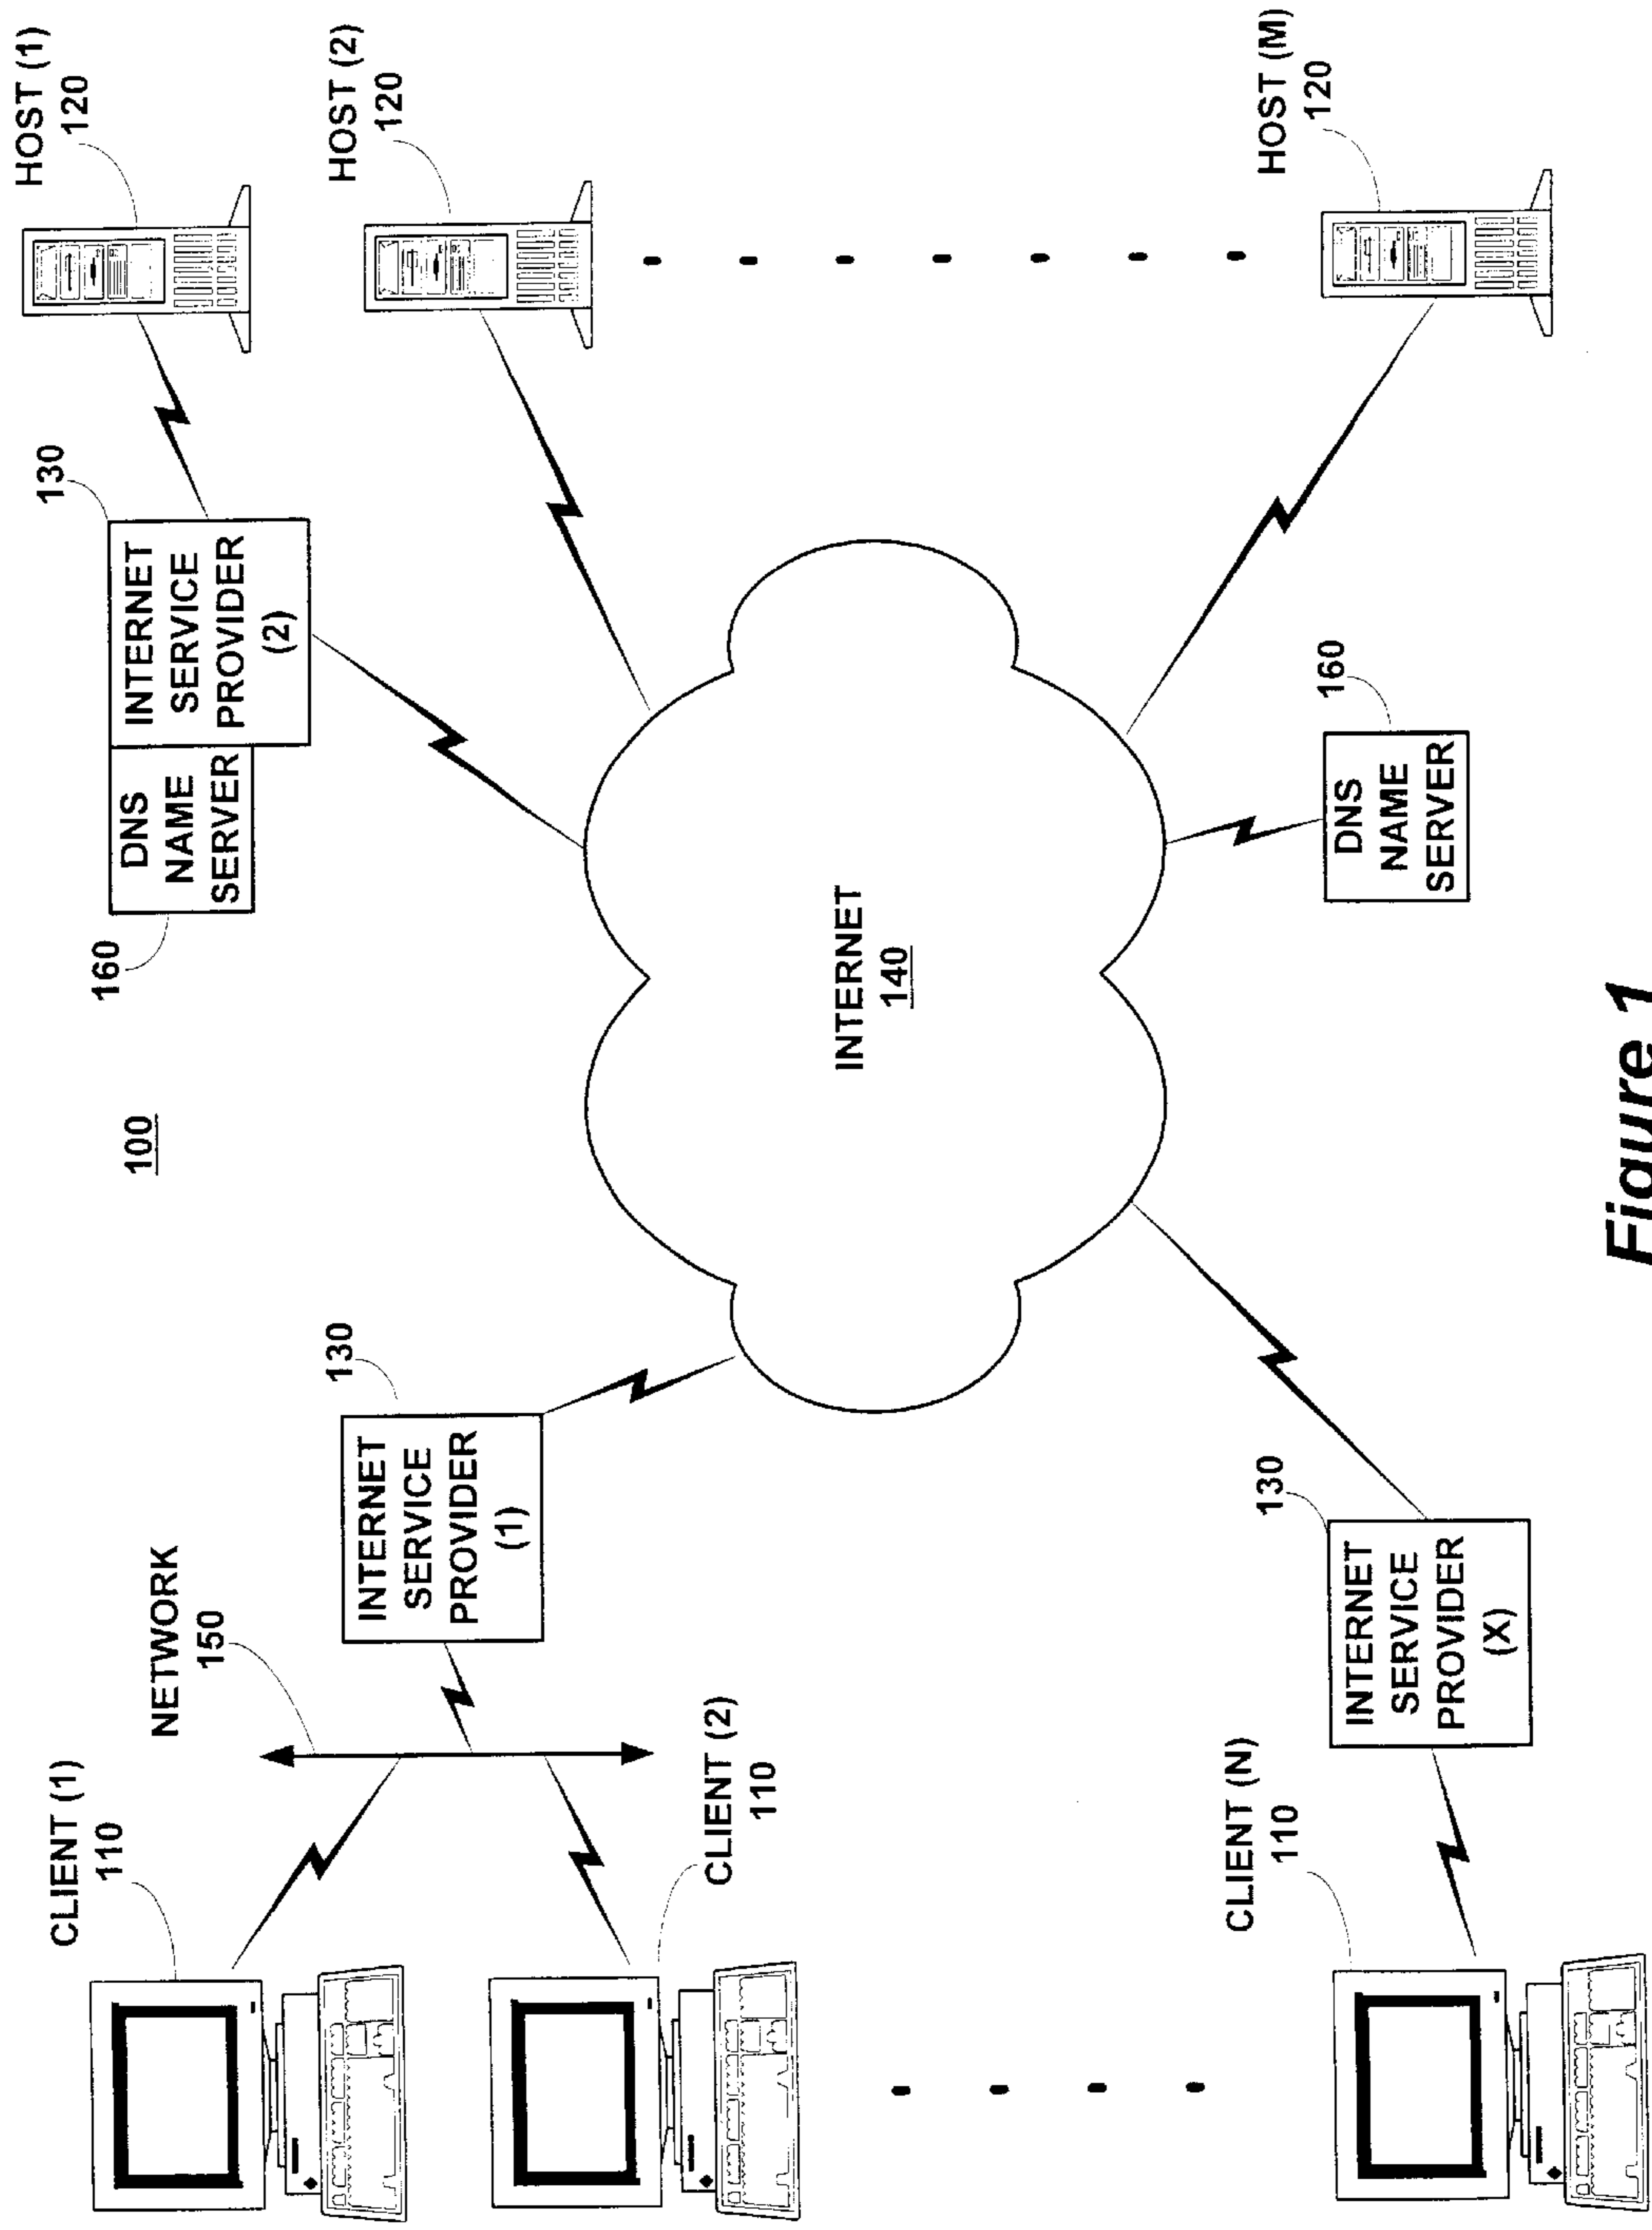 100
CLIENT (1)
110
NETWORK
150
160
DNS
NAME
SERVER
INTERNET
SERVICE
PROVIDER
(2)
130
HOST (1)
120
INTERNET
SERVICE
PROVIDER
(1)
130
HOST (2)
120
CLIENT (2)
110
INTERNET
140
CLIENT (N)
110
INTERNET
SERVICE
PROVIDER
(X)
130
DNS
NAME
SERVER
160
HOST (M)
120
Figure 1